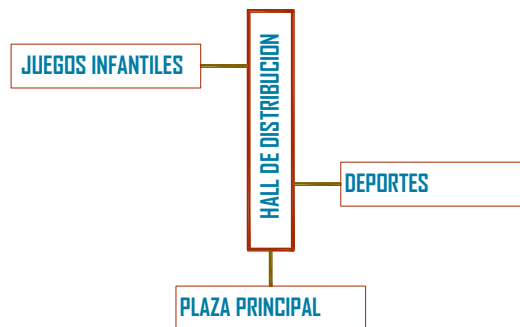 JUEGOS INFANTILES
HALL DE DISTRIBUCION
DEPORTES
PLAZA PRINCIPAL